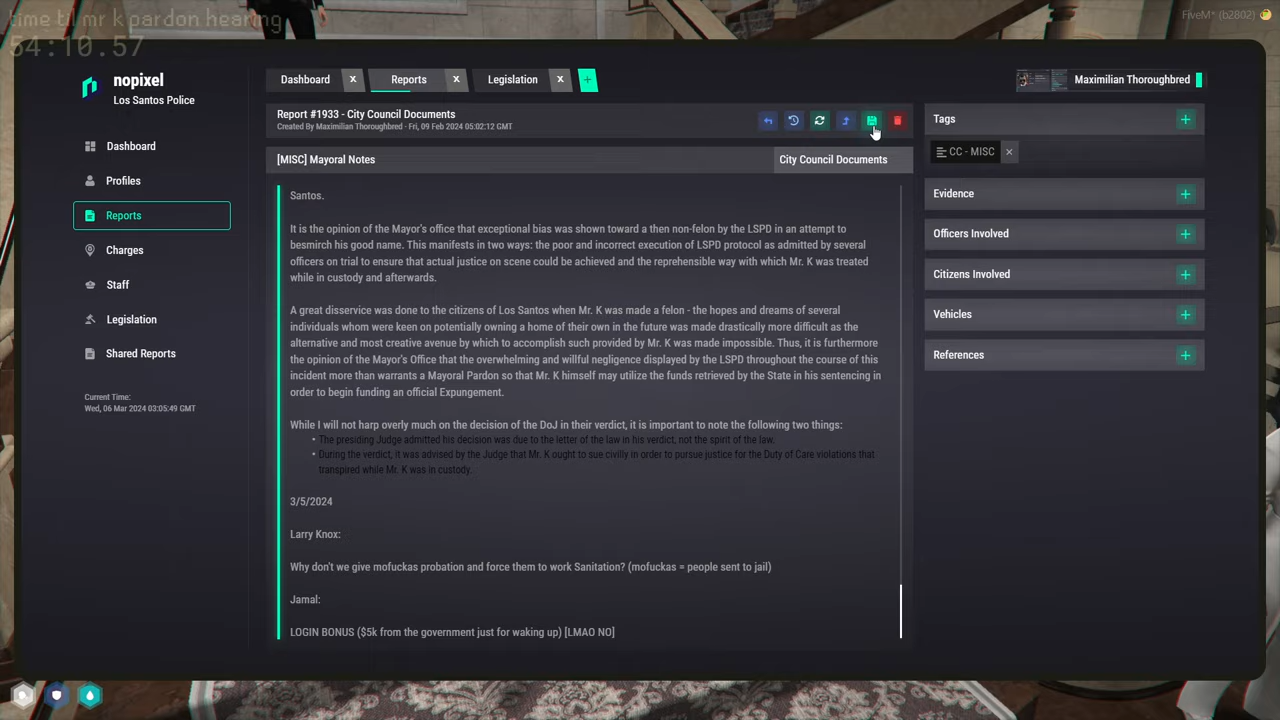 time til mr k pardon hearing
54:10.57
FiveM* (b2802)
nopixel
Los Santos Police
Dashboard
Profiles
Reports
Charges
Staff
Legislation
Shared Reports
Current Time:
Wed, 06 Mar 2024 03:05:49 GMT
Dashboard x
Reports x
Legislation x
+
Maximilian Thoroughbred
Report #1933 - City Council Documents
Created By Maximilian Thoroughbred - Fri, 09 Feb 2024 05:02:12 GMT
[MISC] Mayoral Notes
City Council Documents
Santos.
It is the opinion of the Mayor's office that exceptional bias was shown toward a then non-felon by the LSPD in an attempt to
besmirch his good name. This manifests in two ways: the poor and incorrect execution of LSPD protocol as admitted by several
officers on trial to ensure that actual justice on scene could be achieved and the reprehensible way with which Mr. K was treated
while in custody and afterwards.
A great disservice was done to the citizens of Los Santos when Mr. K was made a felon - the hopes and dreams of several
individuals whom were keen on potentially owning a home of their own in the future was made drastically more difficult as the
alternative and most creative avenue by which to accomplish such provided by Mr. K was made impossible. Thus, it is furthermore
the opinion of the Mayor's Office that the overwhelming and willful negligence displayed by the LSPD throughout the course of this
incident more than warrants a Mayoral Pardon so that Mr. K himself may utilize the funds retrieved by the State in his sentencing in
order to begin funding an official Expungement.
While I will not harp overly much on the decision of the DoJ in their verdict, it is important to note the following two things:
• The presiding Judge admitted his decision was due to the letter of the law in his verdict, not the spirit of the law.
• During the verdict, it was advised by the Judge that Mr. K ought to sue civilly in order to pursue justice for the Duty of Care violations that
transpired while Mr. K was in custody.
3/5/2024
Larry Knox:
Why don't we give mofuckas probation and force them to work Sanitation? (mofuckas = people sent to jail)
Jamal:
LOGIN BONUS ($5k from the government just for waking up) [LMAO NO]
Tags +
CC - MISC x
Evidence +
Officers Involved +
Citizens Involved +
Vehicles +
References +